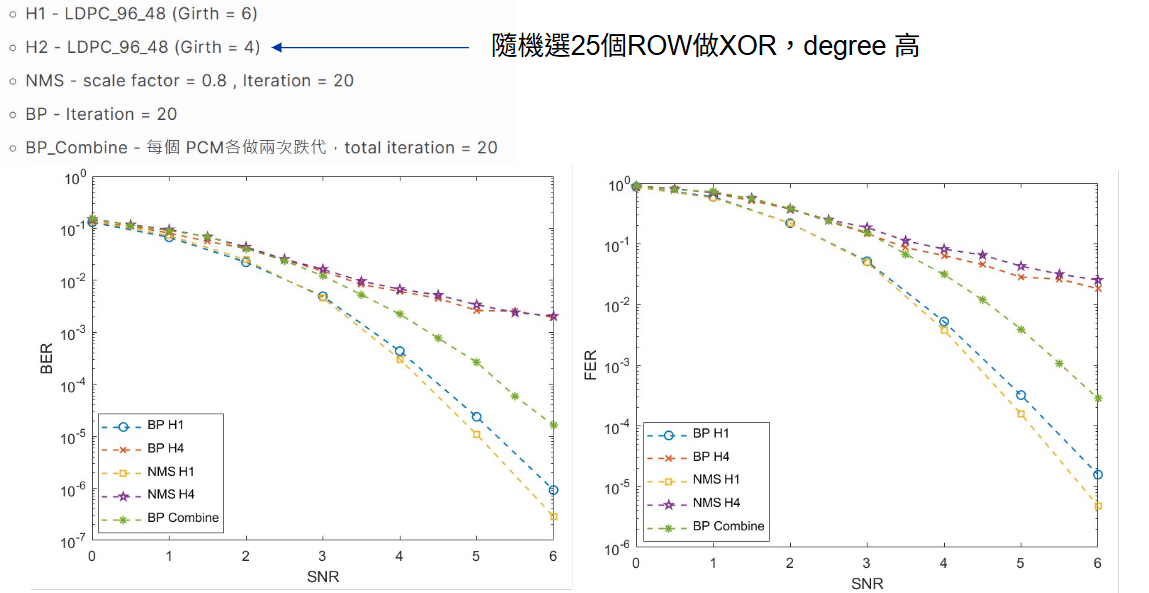 H1 - LDPC_96_48 (Girth = 6)
H2 - LDPC_96_48 (Girth = 4)
隨機選25個ROW做XOR，degree 高
NMS - scale factor = 0.8 , Iteration = 20
BP - Iteration = 20
BP_Combine - 每個 PCM各做兩次跌代，total iteration = 20
10^0
10^-1
10^-2
10^-3
10^-4
10^-5
10^-6
10^-7
BER
BP H1
BP H4
NMS H1
NMS H4
BP Combine
0 1 2 3 4 5 6
SNR
10^0
10^-1
10^-2
10^-3
10^-4
10^-5
10^-6
FER
BP H1
BP H4
NMS H1
NMS H4
BP Combine
0 1 2 3 4 5 6
SNR